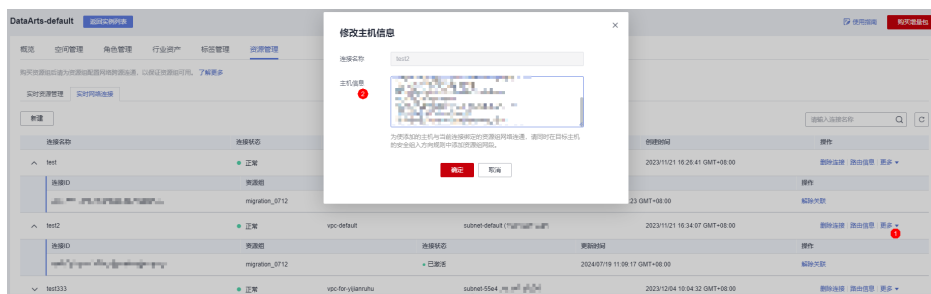 DataArts-default 返回实例列表 使用指南 购买增量包
概览 空间管理 角色管理 行业资产 标签管理 资源管理
购买资源组后请为资源组配置网络跨源连通，以保证资源组可用。 了解更多
实时资源管理 实时网络连接
新建 请输入连接名称
连接名称 连接状态 创建时间 操作
test 正常 2023/11/21 16:26:41 GMT+08:00 删除连接 路由信息 更多
连接ID 资源组 操作
migration_0712 23 GMT+08:00 解除关联
test2 正常 vpc-default subnet-default ( 2023/11/21 16:34:07 GMT+08:00 删除连接 路由信息 更多
1
连接ID 资源组 连接状态 更新时间 操作
migration_0712 已激活 2024/07/19 11:09:17 GMT+08:00 解除关联
test333 正常 vpc-for-yijianruhu subnet-55e4 2023/12/04 10:04:32 GMT+08:00 删除连接 路由信息 更多
修改主机信息
连接名称 test2
主机信息
2
为使添加的主机与当前连接绑定的资源组网络连通，请同时在目标主机
的安全组入方向规则中添加资源组网段。
确定 取消